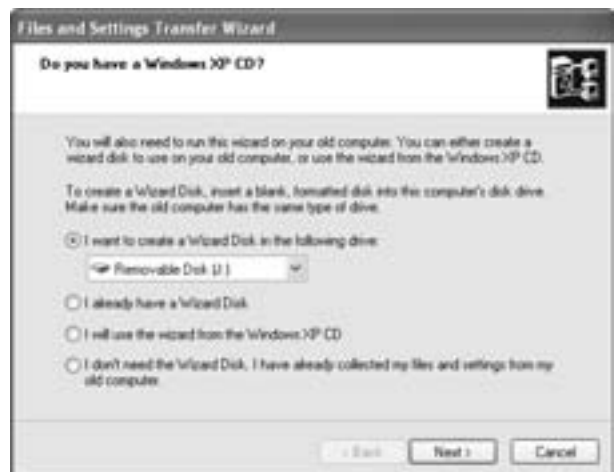 Files and Settings Transfer Wizard
Do you have a Windows XP CD?
You will also need to run this wizard on your old computer. You can either create a
wizard disk to use on your old computer, or use the wizard from the Windows XP CD.
To create a Wizard Disk, insert a blank, formatted disk into this computer's disk drive.
Make sure the old computer has the same type of drive.
I want to create a Wizard Disk in the following drive:
Removable Disk (J:)
I already have a Wizard Disk
I will use the wizard from the Windows XP CD
I don't need the Wizard Disk. I have already collected my files and settings from my
old computer.
< Back Next > Cancel